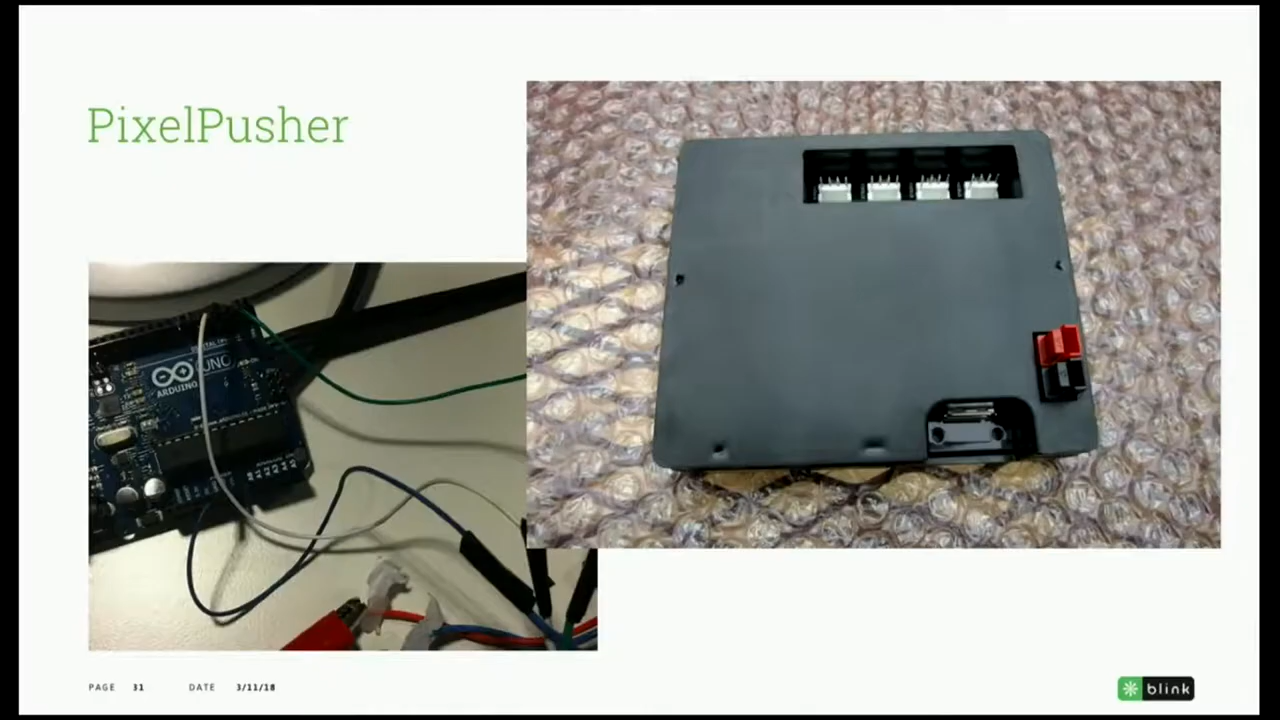 PixelPusher
UNO
ARDUINO
PAGE 31 DATE 3/11/18
blink